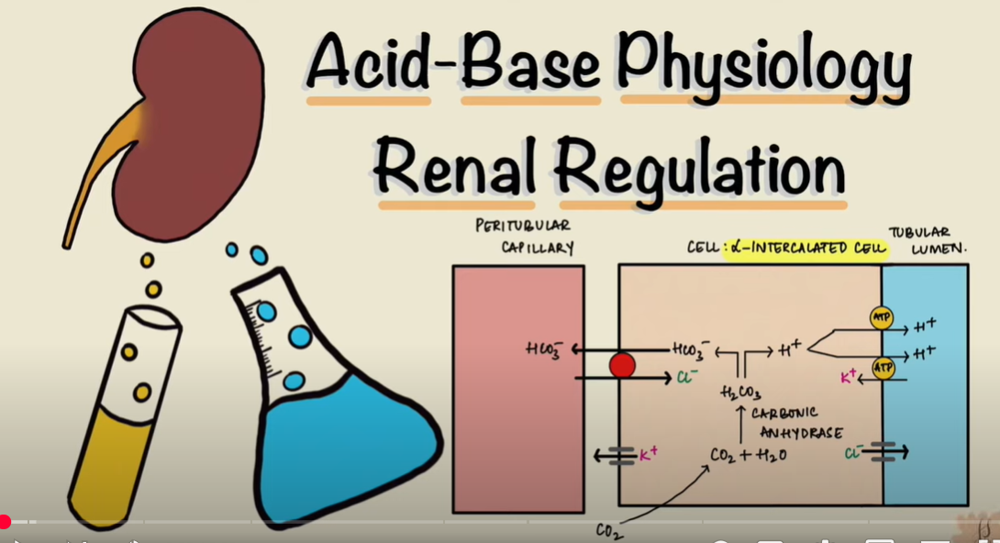 Acid-Base Physiology
Renal Regulation
PERITUBULAR
CAPILLARY
CELL: α-INTERCALATED CELL
TUBULAR
LUMEN.
ATP
H⁺
HCO₃⁻
HCO₃⁻
H⁺
H⁺
ATP
K⁺
Cl⁻
H₂CO₃
CARBONIC
ANHYDRASE
K⁺
CO₂ + H₂O
Cl⁻
CO₂